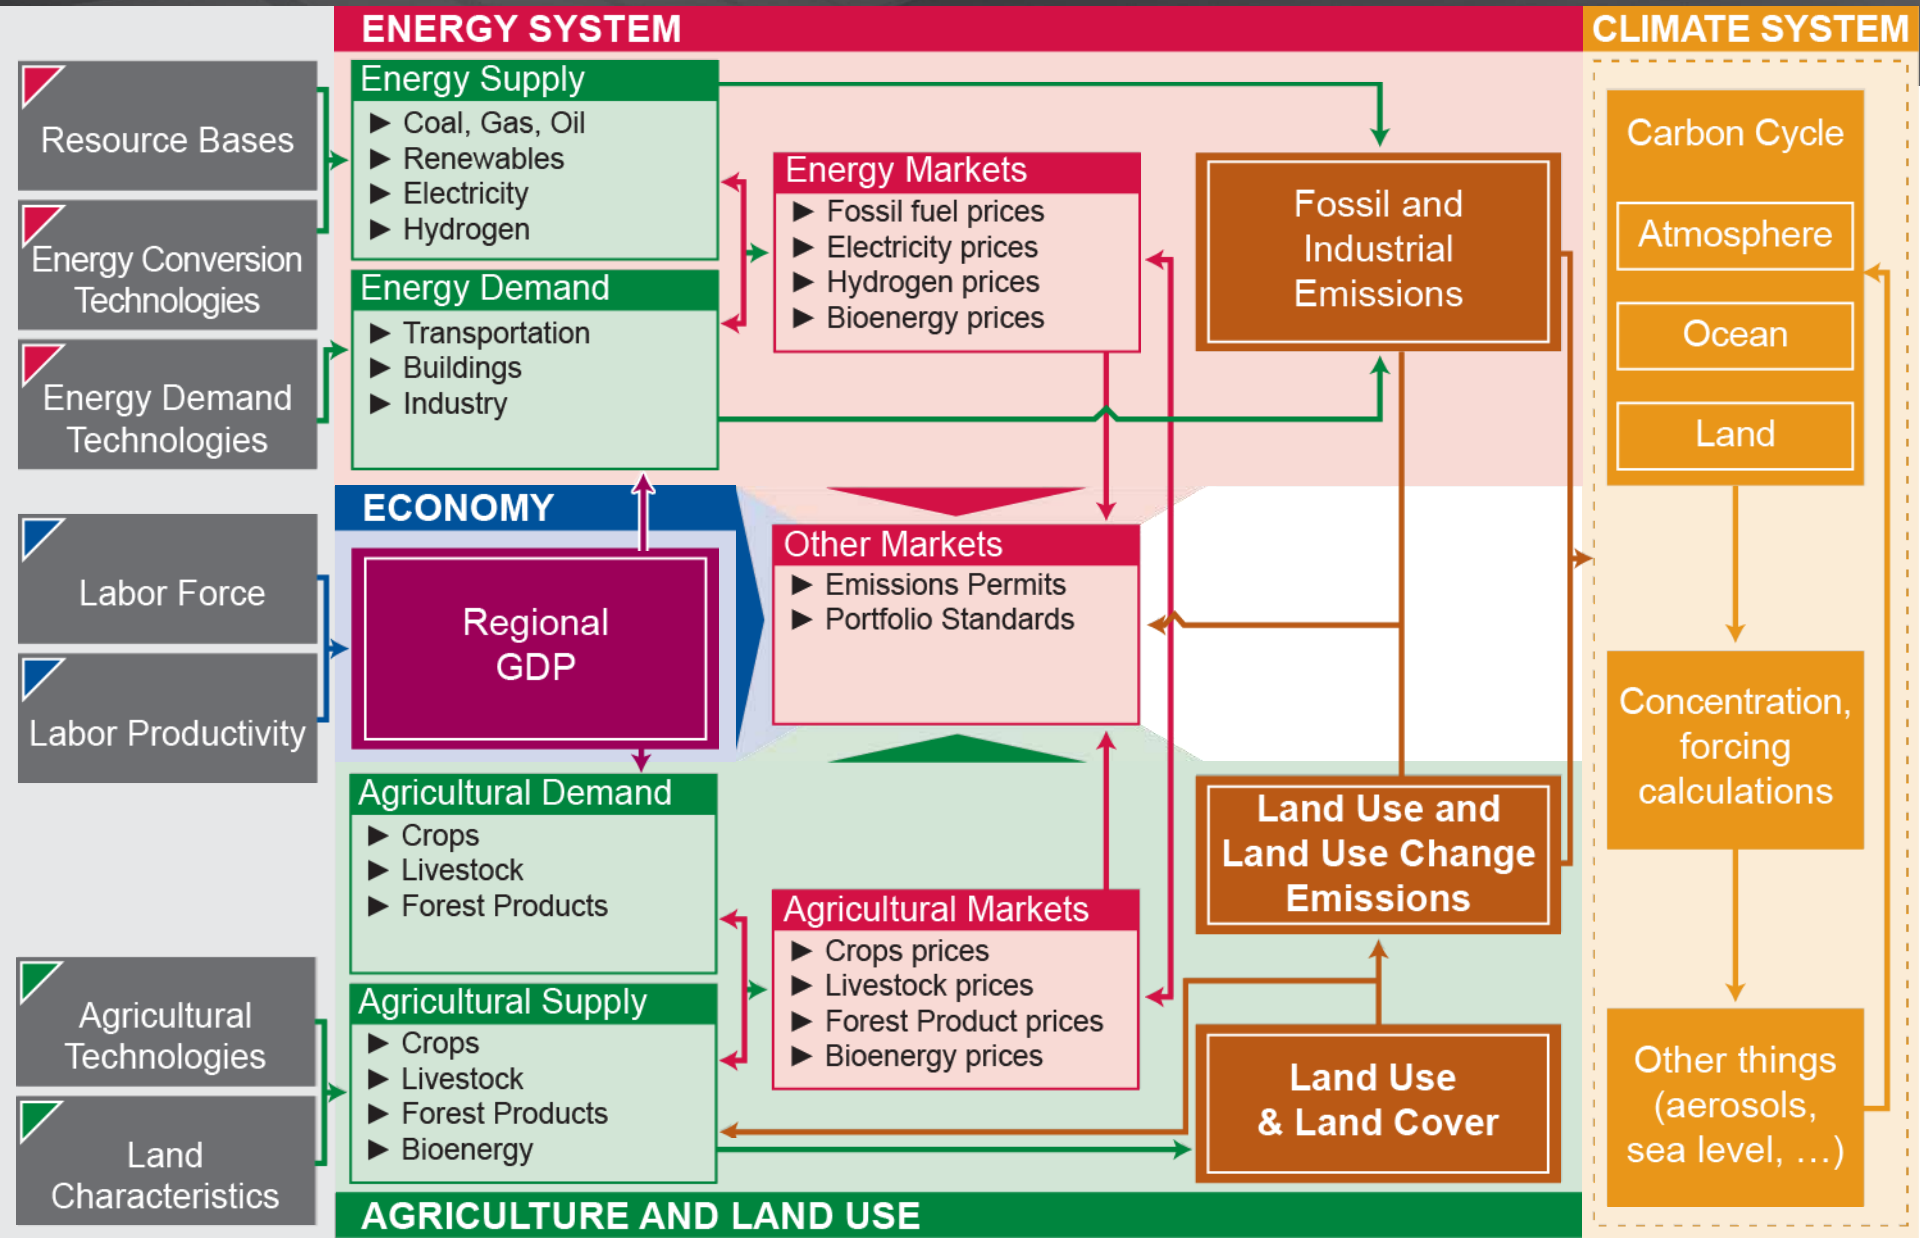 ENERGY SYSTEM
CLIMATE SYSTEM
Resource Bases
Energy Conversion
Technologies
Energy Demand
Technologies
Labor Force
Labor Productivity
Agricultural
Technologies
Land
Characteristics
Energy Supply
► Coal, Gas, Oil
► Renewables
► Electricity
► Hydrogen
Energy Demand
► Transportation
► Buildings
► Industry
Energy Markets
► Fossil fuel prices
► Electricity prices
► Hydrogen prices
► Bioenergy prices
Fossil and
Industrial
Emissions
ECONOMY
Regional
GDP
Other Markets
► Emissions Permits
► Portfolio Standards
Agricultural Demand
► Crops
► Livestock
► Forest Products
Agricultural Supply
► Crops
► Livestock
► Forest Products
► Bioenergy
Agricultural Markets
► Crops prices
► Livestock prices
► Forest Product prices
► Bioenergy prices
Land Use and
Land Use Change
Emissions
Land Use
& Land Cover
AGRICULTURE AND LAND USE
Carbon Cycle
Atmosphere
Ocean
Land
Concentration,
forcing
calculations
Other things
(aerosols,
sea level, …)